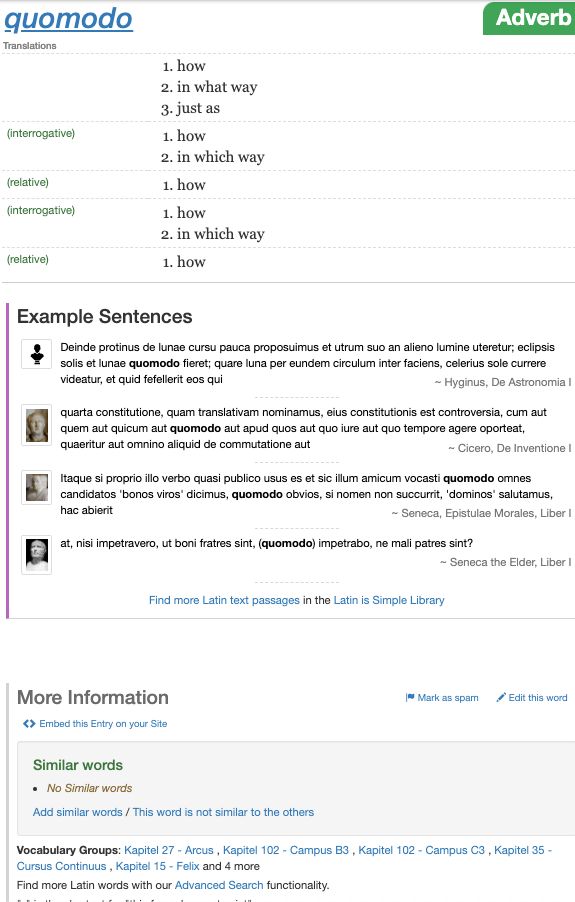 quomodo
Adverb
Translations
1. how
2. in what way
3. just as
(interrogative)
1. how
2. in which way
(relative)
1. how
(interrogative)
1. how
2. in which way
(relative)
1. how
Example Sentences
Deinde protinus de lunae cursu pauca proposuimus et utrum suo an alieno lumine uteretur; eclipsis
solis et lunae quomodo fieret; quare luna per eundem circulum inter faciens, celerius sole currere
videatur, et quid fefellerit eos qui
~ Hyginus, De Astronomia I
quarta constitutione, quam translativam nominamus, eius constitutionis est controversia, cum aut
quem aut quicum aut quomodo aut apud quos aut quo iure aut quo tempore agere oporteat,
quaeritur aut omnino aliquid de commutatione aut
~ Cicero, De Inventione I
Itaque si proprio illo verbo quasi publico usus es et sic illum amicum vocasti quomodo omnes
candidatos 'bonos viros' dicimus, quomodo obvios, si nomen non succurrit, 'dominos' salutamus,
hac abierit
~ Seneca, Epistulae Morales, Liber I
at, nisi impetravero, ut boni fratres sint, (quomodo) impetrabo, ne mali patres sint?
~ Seneca the Elder, Liber I
Find more Latin text passages in the Latin is Simple Library
More Information
Mark as spam
Edit this word
Embed this Entry on your Site
Similar words
• No Similar words
Add similar words / This word is not similar to the others
Vocabulary Groups: Kapitel 27 - Arcus , Kapitel 102 - Campus B3 , Kapitel 102 - Campus C3 , Kapitel 35 -
Cursus Continuus , Kapitel 15 - Felix and 4 more
Find more Latin words with our Advanced Search functionality.